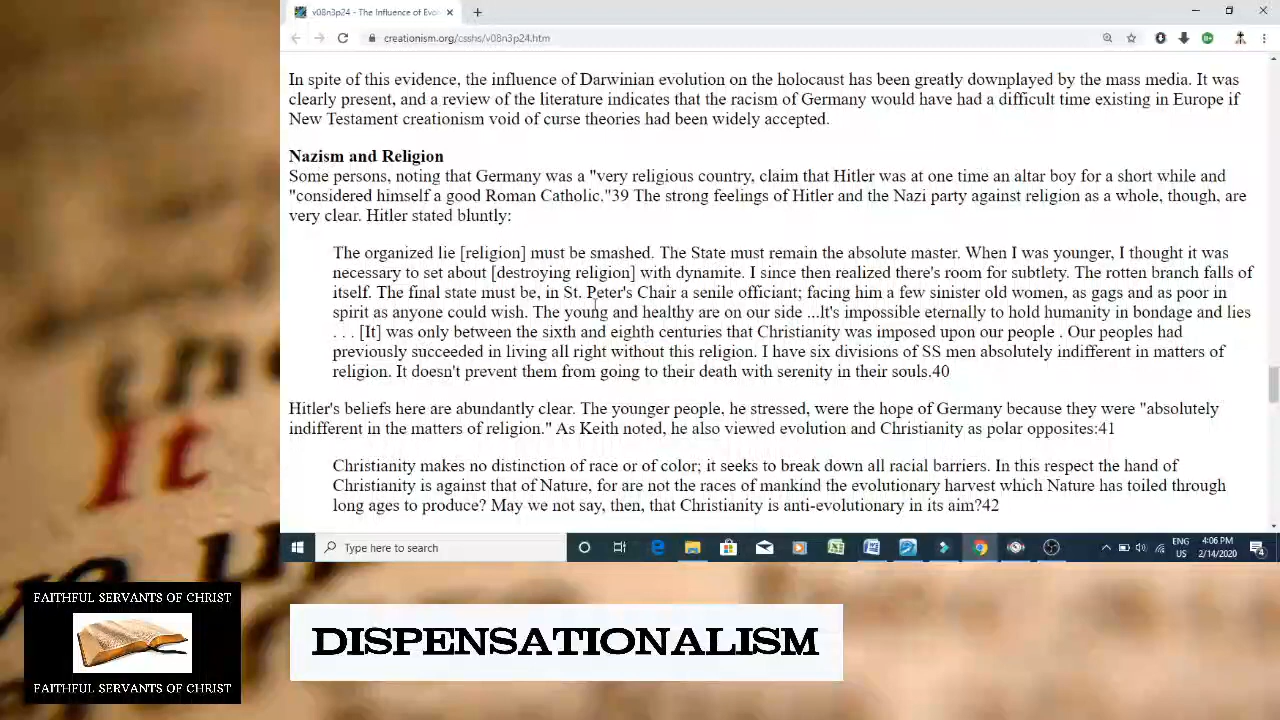 v08n3p24 - The Influence of Evo
creationism.org/csshs/v08n3p24.htm
In spite of this evidence, the influence of Darwinian evolution on the holocaust has been greatly downplayed by the mass media. It was
clearly present, and a review of the literature indicates that the racism of Germany would have had a difficult time existing in Europe if
New Testament creationism void of curse theories had been widely accepted.
Nazism and Religion
Some persons, noting that Germany was a "very religious country, claim that Hitler was at one time an altar boy for a short while and
"considered himself a good Roman Catholic."39 The strong feelings of Hitler and the Nazi party against religion as a whole, though, are
very clear. Hitler stated bluntly:
The organized lie [religion] must be smashed. The State must remain the absolute master. When I was younger, I thought it was
necessary to set about [destroying religion] with dynamite. I since then realized there's room for subtlety. The rotten branch falls of
itself. The final state must be, in St. Peter's Chair a senile officiant; facing him a few sinister old women, as gags and as poor in
spirit as anyone could wish. The young and healthy are on our side ...It's impossible eternally to hold humanity in bondage and lies
. . . [It] was only between the sixth and eighth centuries that Christianity was imposed upon our people . Our peoples had
previously succeeded in living all right without this religion. I have six divisions of SS men absolutely indifferent in matters of
religion. It doesn't prevent them from going to their death with serenity in their souls.40
Hitler's beliefs here are abundantly clear. The younger people, he stressed, were the hope of Germany because they were "absolutely
indifferent in the matters of religion." As Keith noted, he also viewed evolution and Christianity as polar opposites:41
Christianity makes no distinction of race or of color; it seeks to break down all racial barriers. In this respect the hand of
Christianity is against that of Nature, for are not the races of mankind the evolutionary harvest which Nature has toiled through
long ages to produce? May we not say, then, that Christianity is anti-evolutionary in its aim?42
Type here to search
ENG
US
4:06 PM
2/14/2020
4
It
FAITHFUL SERVANTS OF CHRIST
FAITHFUL SERVANTS OF CHRIST
DISPENSATIONALISM